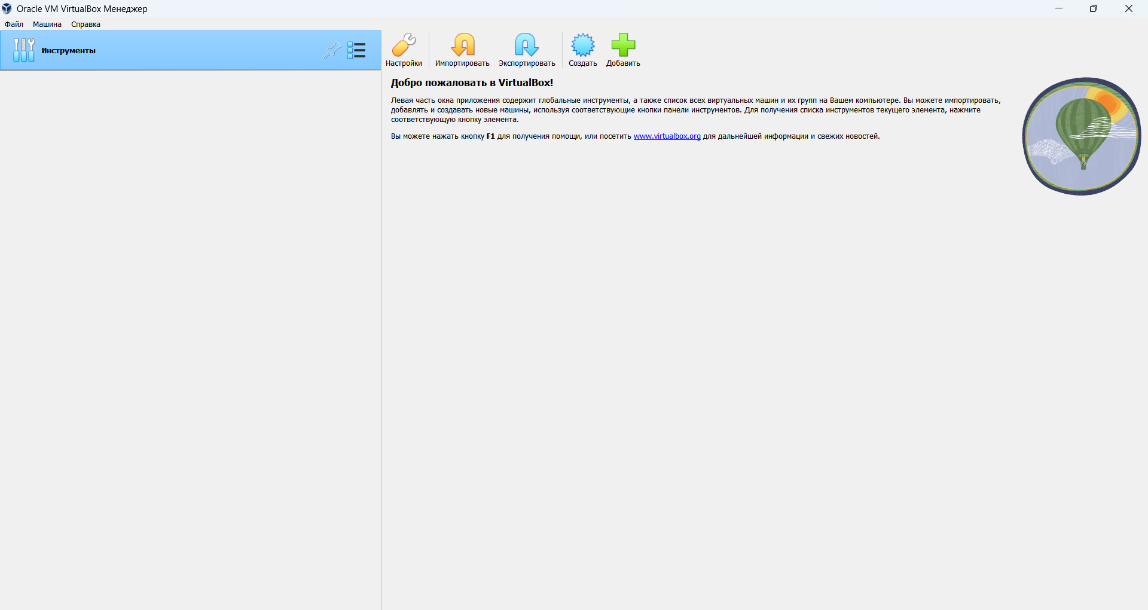 Oracle VM VirtualBox Менеджер
Файл Машина Справка
Инструменты
Настройки Импортировать Экспортировать Создать Добавить
Добро пожаловать в VirtualBox!
Левая часть окна приложения содержит глобальные инструменты, а также список всех виртуальных машин и их групп на Вашем компьютере. Вы можете импортировать,
добавлять и создавать новые машины, используя соответствующие кнопки панели инструментов. Для получения списка инструментов текущего элемента, нажмите
соответствующую кнопку элемента.
Вы можете нажать кнопку F1 для получения помощи, или посетить www.virtualbox.org для дальнейшей информации и свежих новостей.